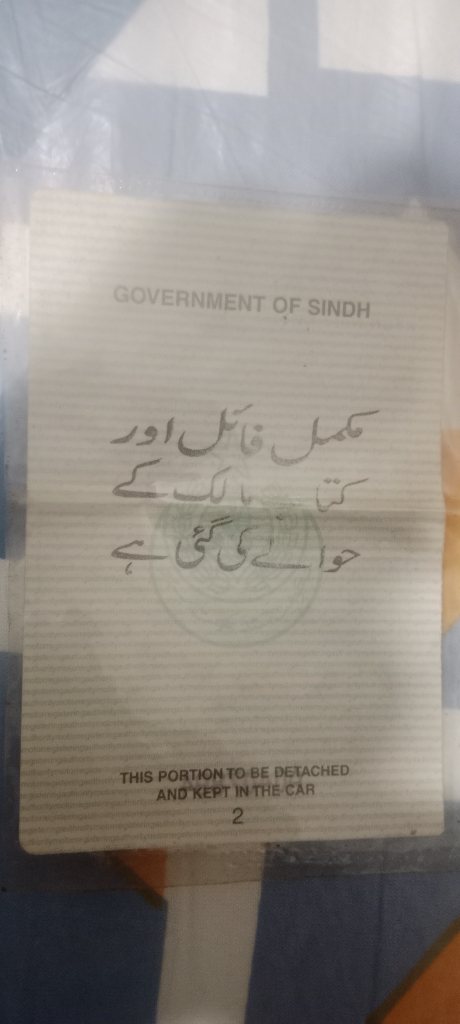 GOVERNMENT OF SINDH
مکمل فائل اور
مالک کے
حوالے کی گئی ہے
THIS PORTION TO BE DETACHED
AND KEPT IN THE CAR
2